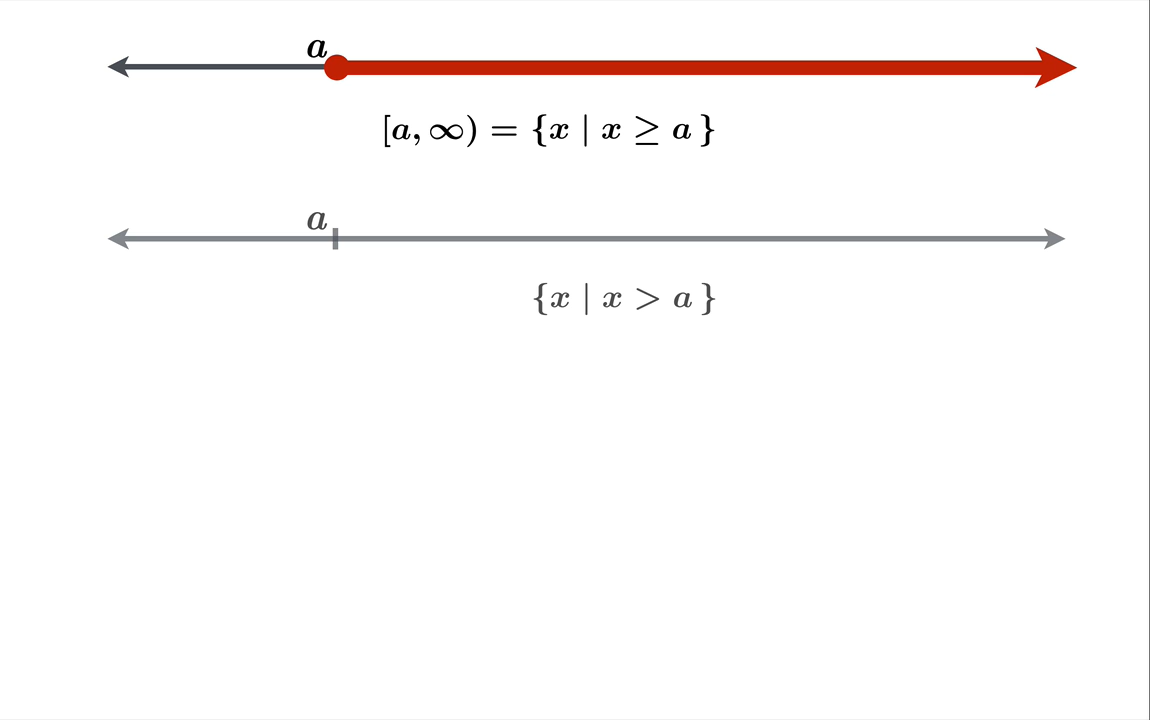 a
[a, ∞) = {x | x ≥ a }
a
{x | x > a }